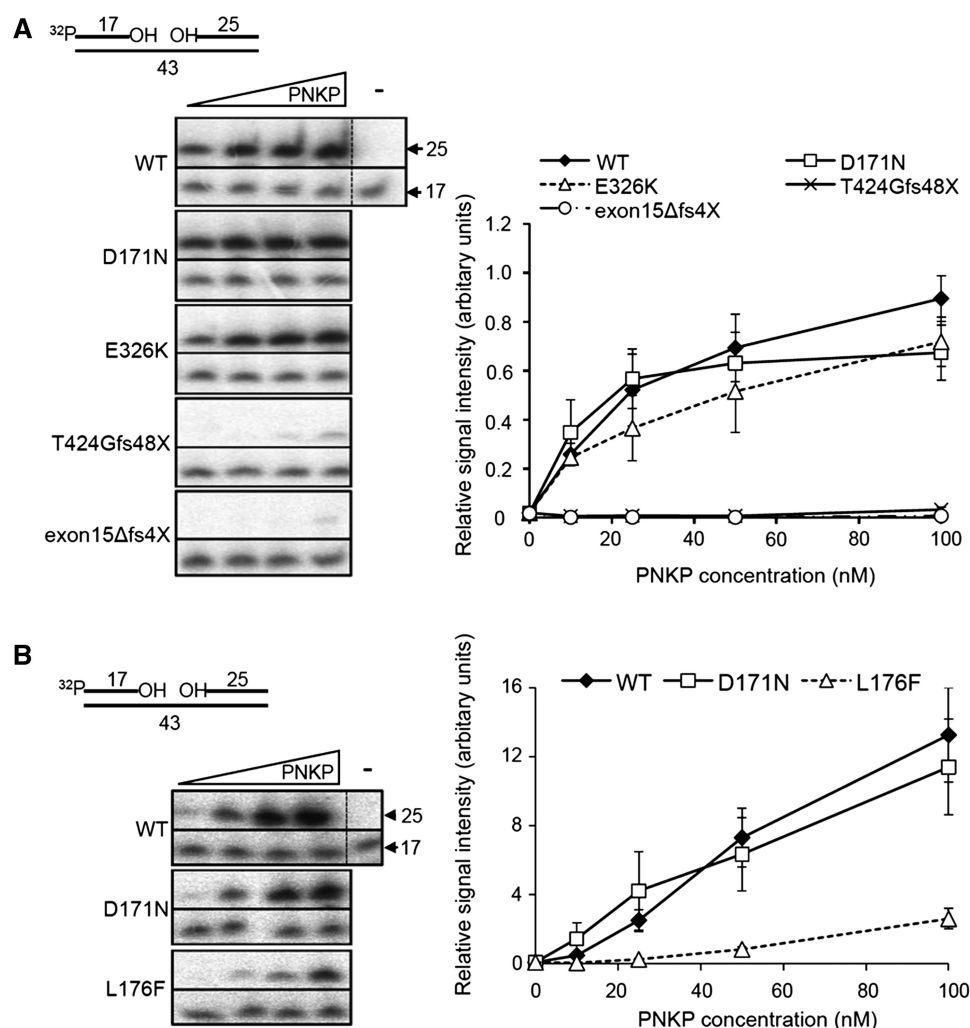 A
³²P 17 OH OH 25
43
PNKP -
WT
25
17
D171N
E326K
T424Gfs48X
exon15Δfs4X
WT D171N
E326K T424Gfs48X
exon15Δfs4X
Relative signal intensity (arbitary units)
1.2
1.0
0.8
0.6
0.4
0.2
0
0 20 40 60 80 100
PNKP concentration (nM)
B
³²P 17 OH OH 25
43
PNKP -
WT
25
17
D171N
L176F
WT D171N L176F
Relative signal intensity (arbitary units)
16
12
8
4
0
0 20 40 60 80 100
PNKP concentration (nM)